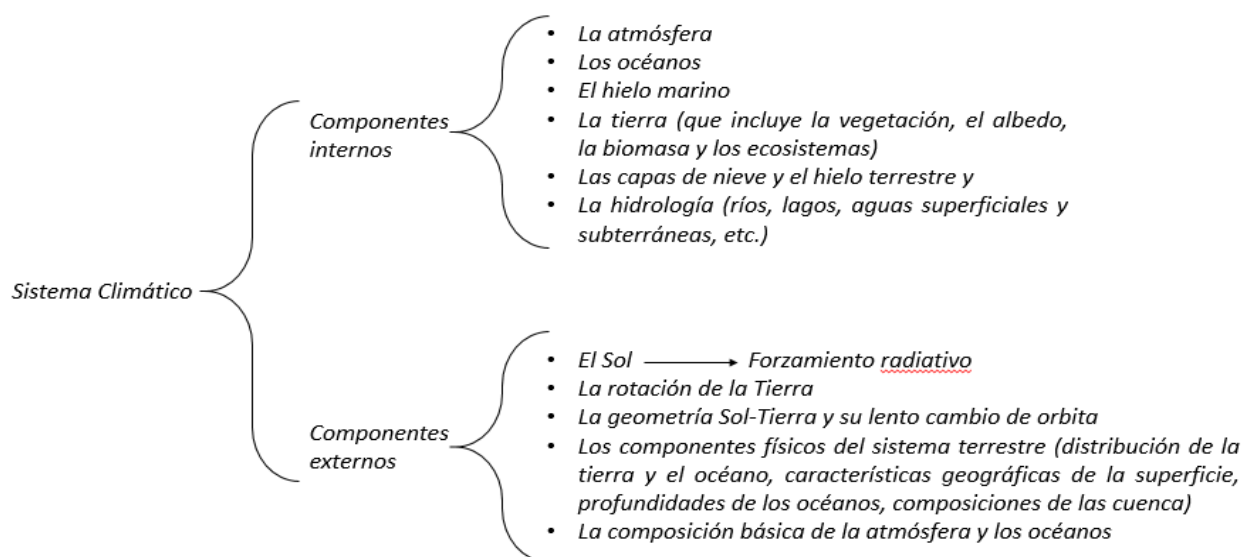 La atmósfera
Los océanos
El hielo marino
La tierra (que incluye la vegetación, el albedo,
la biomasa y los ecosistemas)
Las capas de nieve y el hielo terrestre y
La hidrología (ríos, lagos, aguas superficiales y
subterráneas, etc.)
Componentes
internos
Sistema Climático
El Sol Forzamiento radiativo
La rotación de la Tierra
La geometría Sol-Tierra y su lento cambio de orbita
Los componentes físicos del sistema terrestre (distribución de la
tierra y el océano, características geográficas de la superficie,
profundidades de los océanos, composiciones de las cuenca)
La composición básica de la atmósfera y los océanos
Componentes
externos